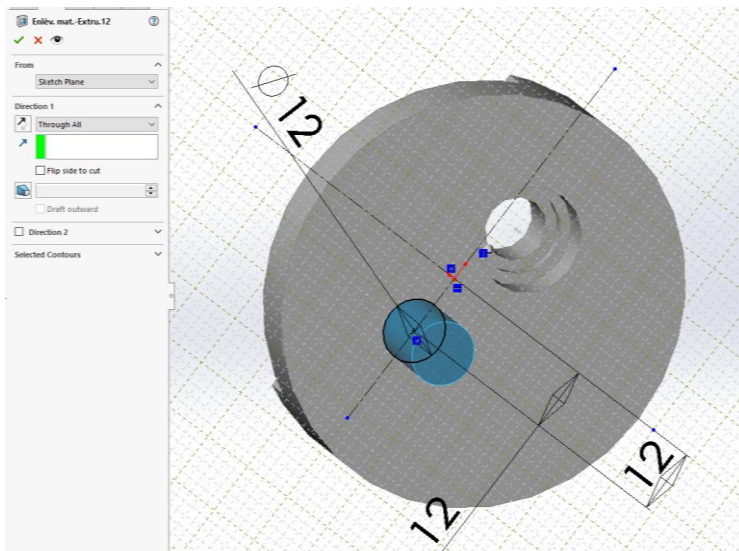 Enlèv. mat.-Extru.12
From
Sketch Plane
Direction 1
Through All
Flip side to cut
Draft outward
Direction 2
Selected Contours
∅12
12
12